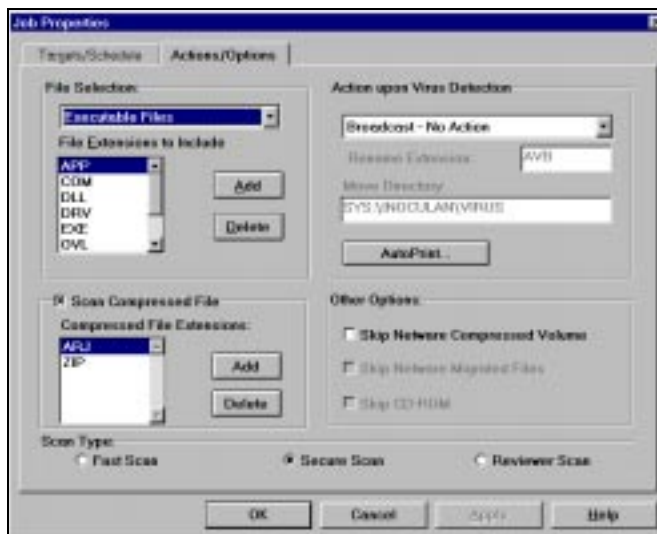 Job Properties
Targets/Schedule
Actions/Options
File Selection:
Executable Files
File Extensions to Include
APP
COM
DLL
DRV
EXE
OVL
Add
Delete
Action upon Virus Detection
Broadcast - No Action
Rename Extension:
AVB
Move Directory
SYS:\INOCULAN\VIRUS
AutoPrint...
Scan Compressed File
Compressed File Extensions:
ARJ
ZIP
Add
Delete
Other Options:
Skip Netware Compressed Volume
Skip Netware Migrated Files
Skip CD-ROM
Scan Type:
Fast Scan
Secure Scan
Reviewer Scan
OK
Cancel
Apply
Help